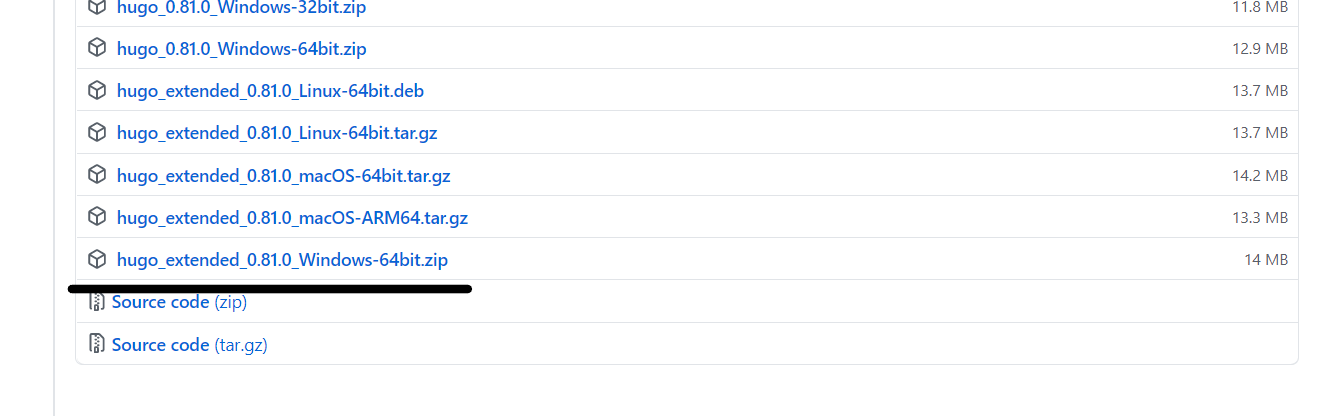 hugo_0.81.0_Windows-32bit.zip 11.8 MB
hugo_0.81.0_Windows-64bit.zip 12.9 MB
hugo_extended_0.81.0_Linux-64bit.deb 13.7 MB
hugo_extended_0.81.0_Linux-64bit.tar.gz 13.7 MB
hugo_extended_0.81.0_macOS-64bit.tar.gz 14.2 MB
hugo_extended_0.81.0_macOS-ARM64.tar.gz 13.3 MB
hugo_extended_0.81.0_Windows-64bit.zip 14 MB
Source code (zip)
Source code (tar.gz)